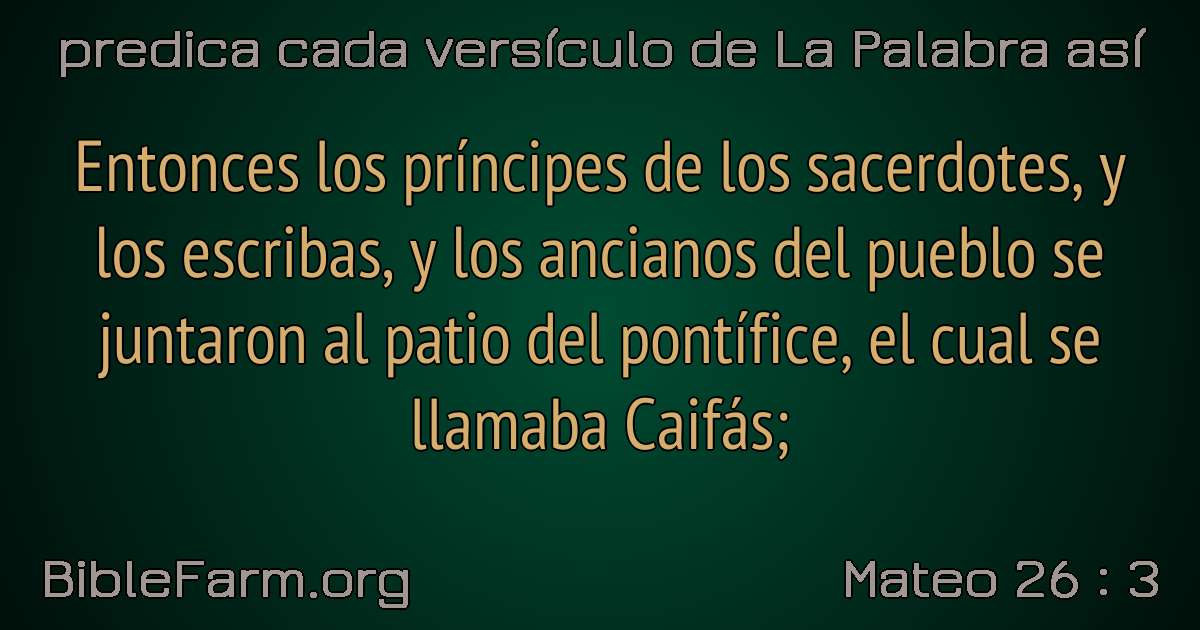 predica cada versículo de La Palabra así
Entonces los príncipes de los sacerdotes, y
los escribas, y los ancianos del pueblo se
juntaron al patio del pontífice, el cual se
llamaba Caifás;
BibleFarm.org
Mateo 26 : 3